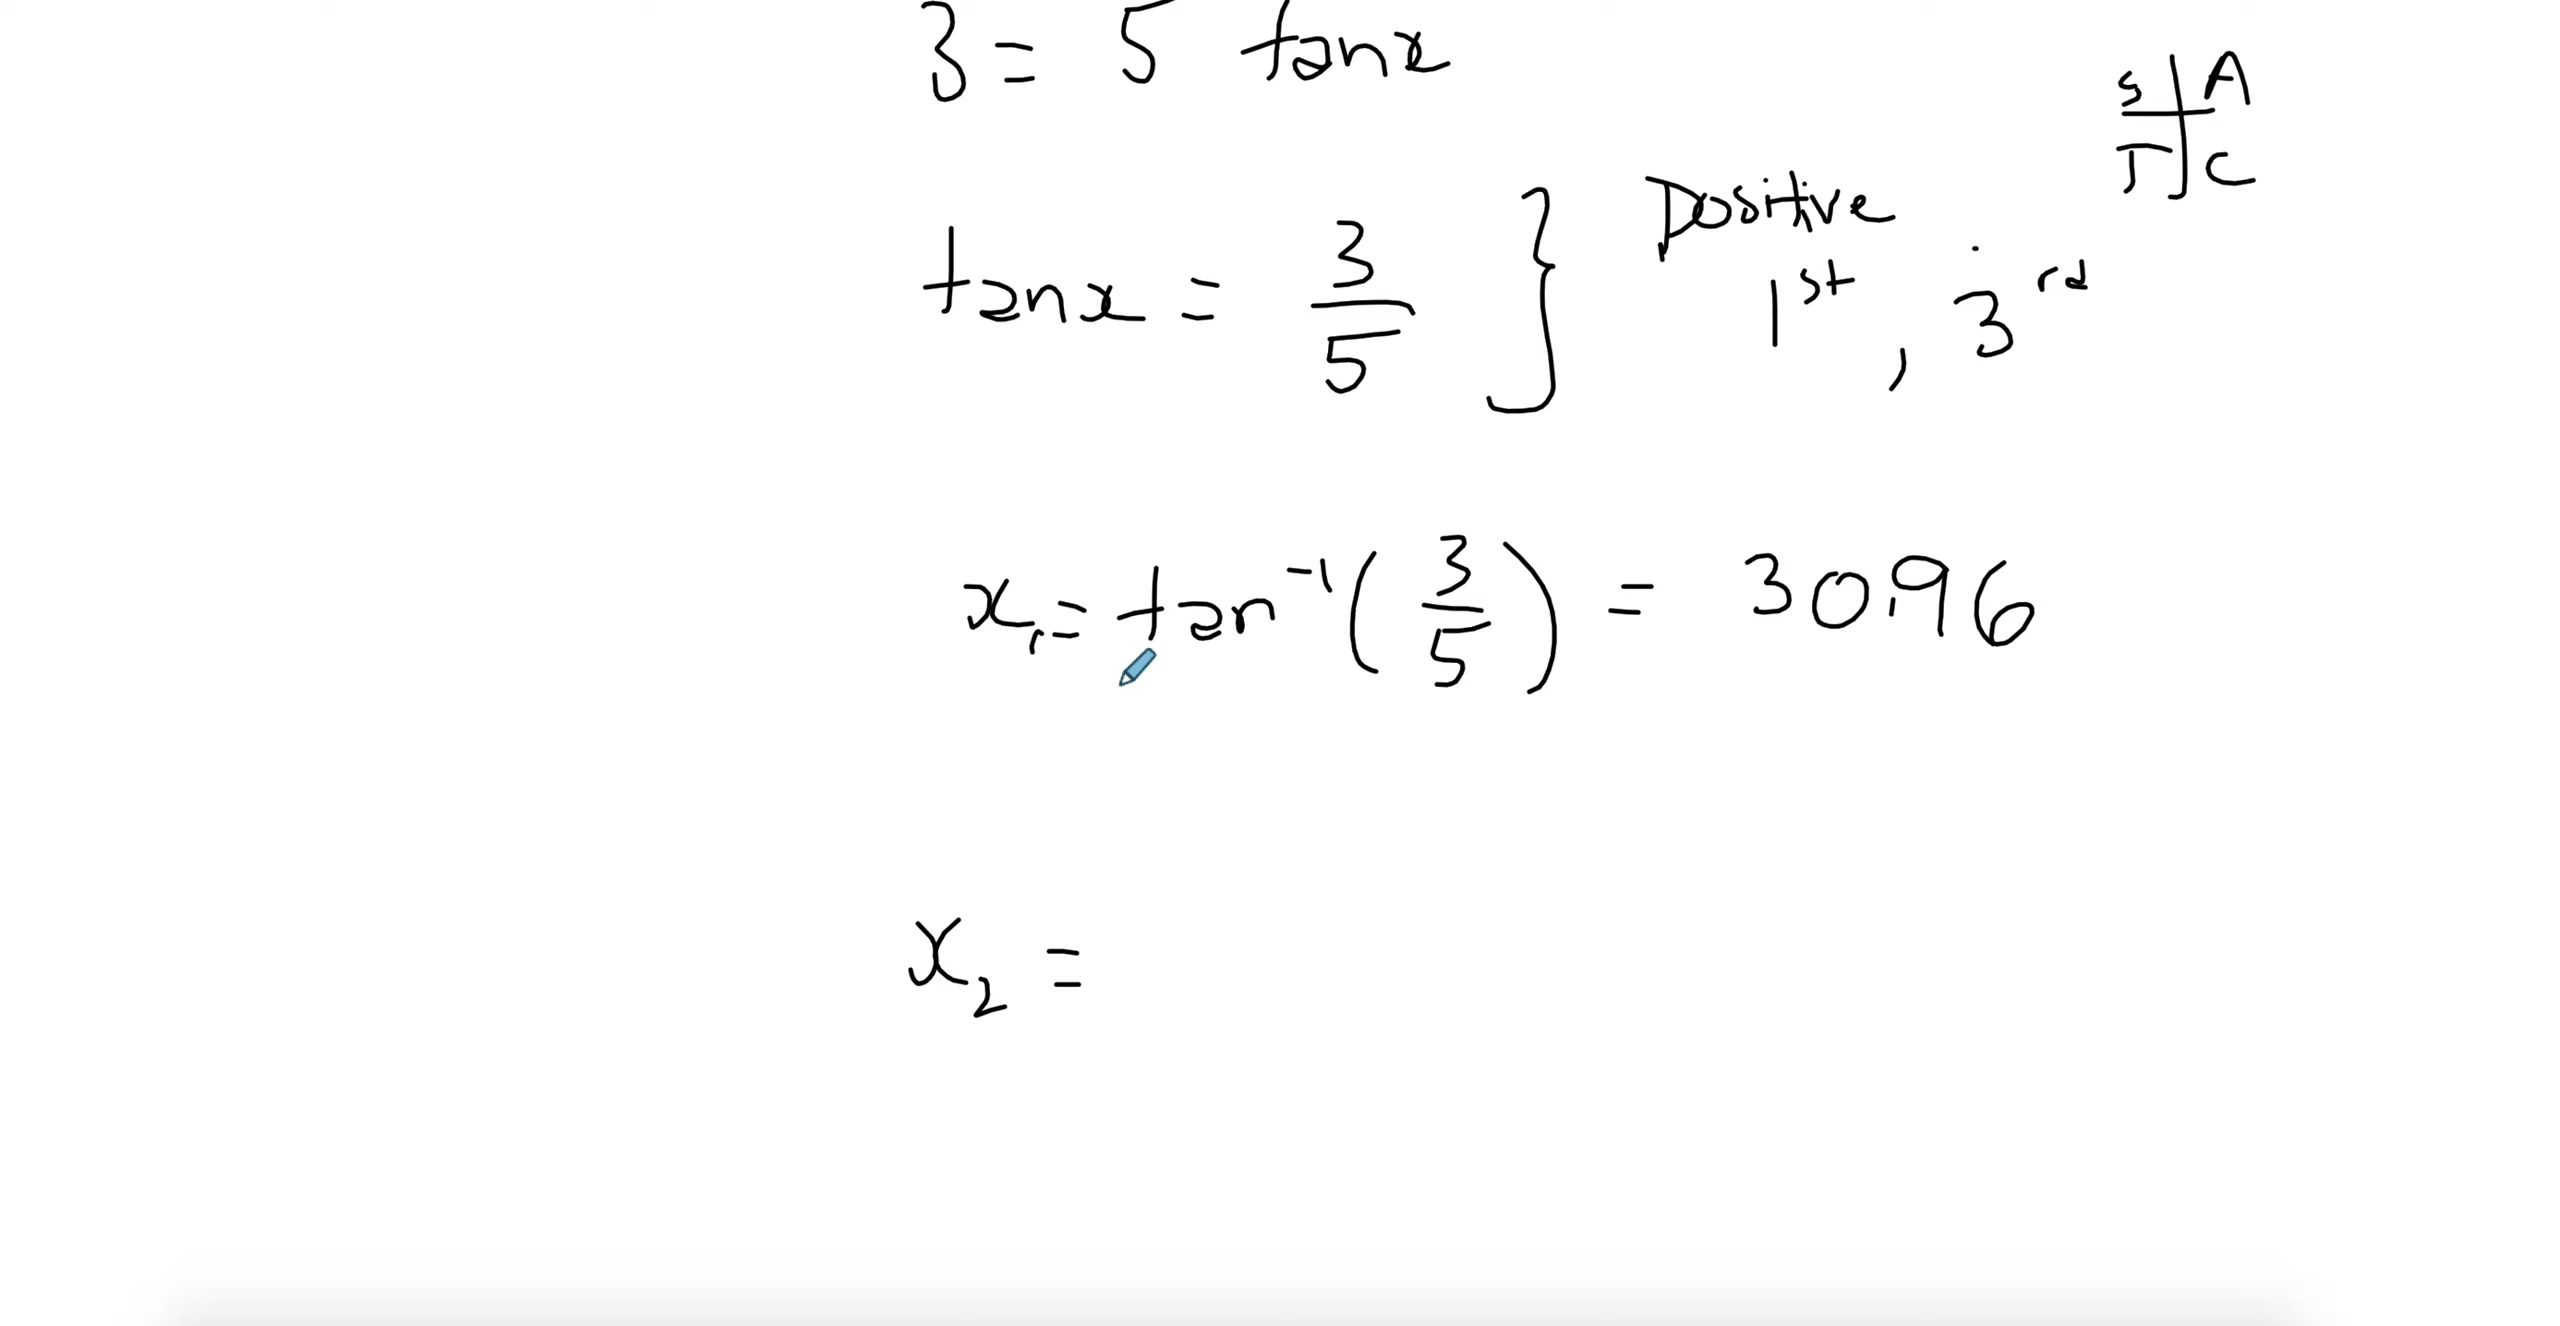 3 = 5 tanx
S A
T C
tanx = 3/5 } Positive
1st, 3rd
x₁ = tan⁻¹(3/5) = 30.96
x₂ =